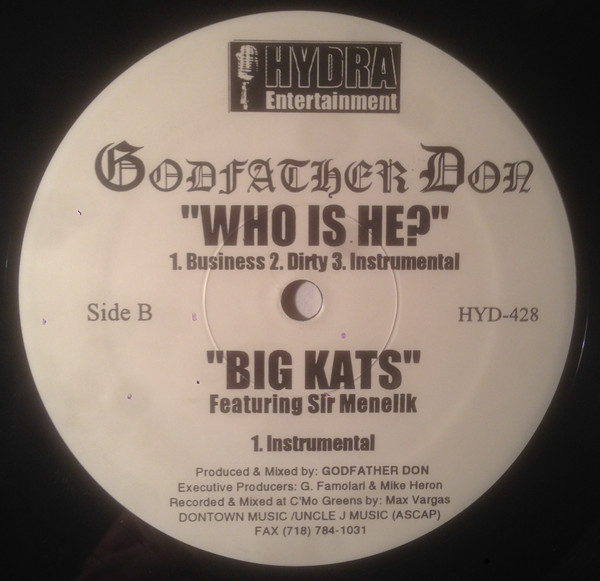 HYDRA
Entertainment
GODFATHER DON
"WHO IS HE?"
1. Business 2. Dirty 3. Instrumental
Side B
HYD-428
"BIG KATS"
Featuring Sir Menelik
1. Instrumental
Produced & Mixed by: GODFATHER DON
Executive Producers: G. Famolari & Mike Heron
Recorded & Mixed at C'Mo Greens by: Max Vargas
DONTOWN MUSIC /UNCLE J MUSIC (ASCAP)
FAX (718) 784-1031